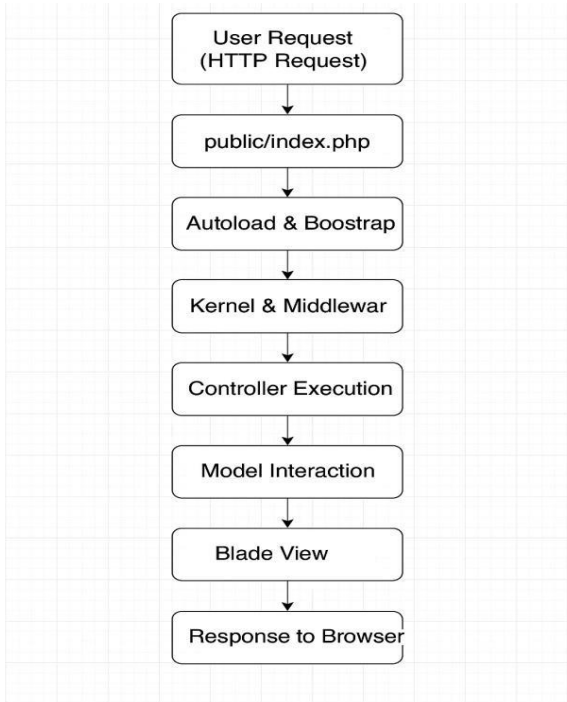 User Request
(HTTP Request)
public/index.php
Autoload & Boostrap
Kernel & Middlewar
Controller Execution
Model Interaction
Blade View
Response to Browser